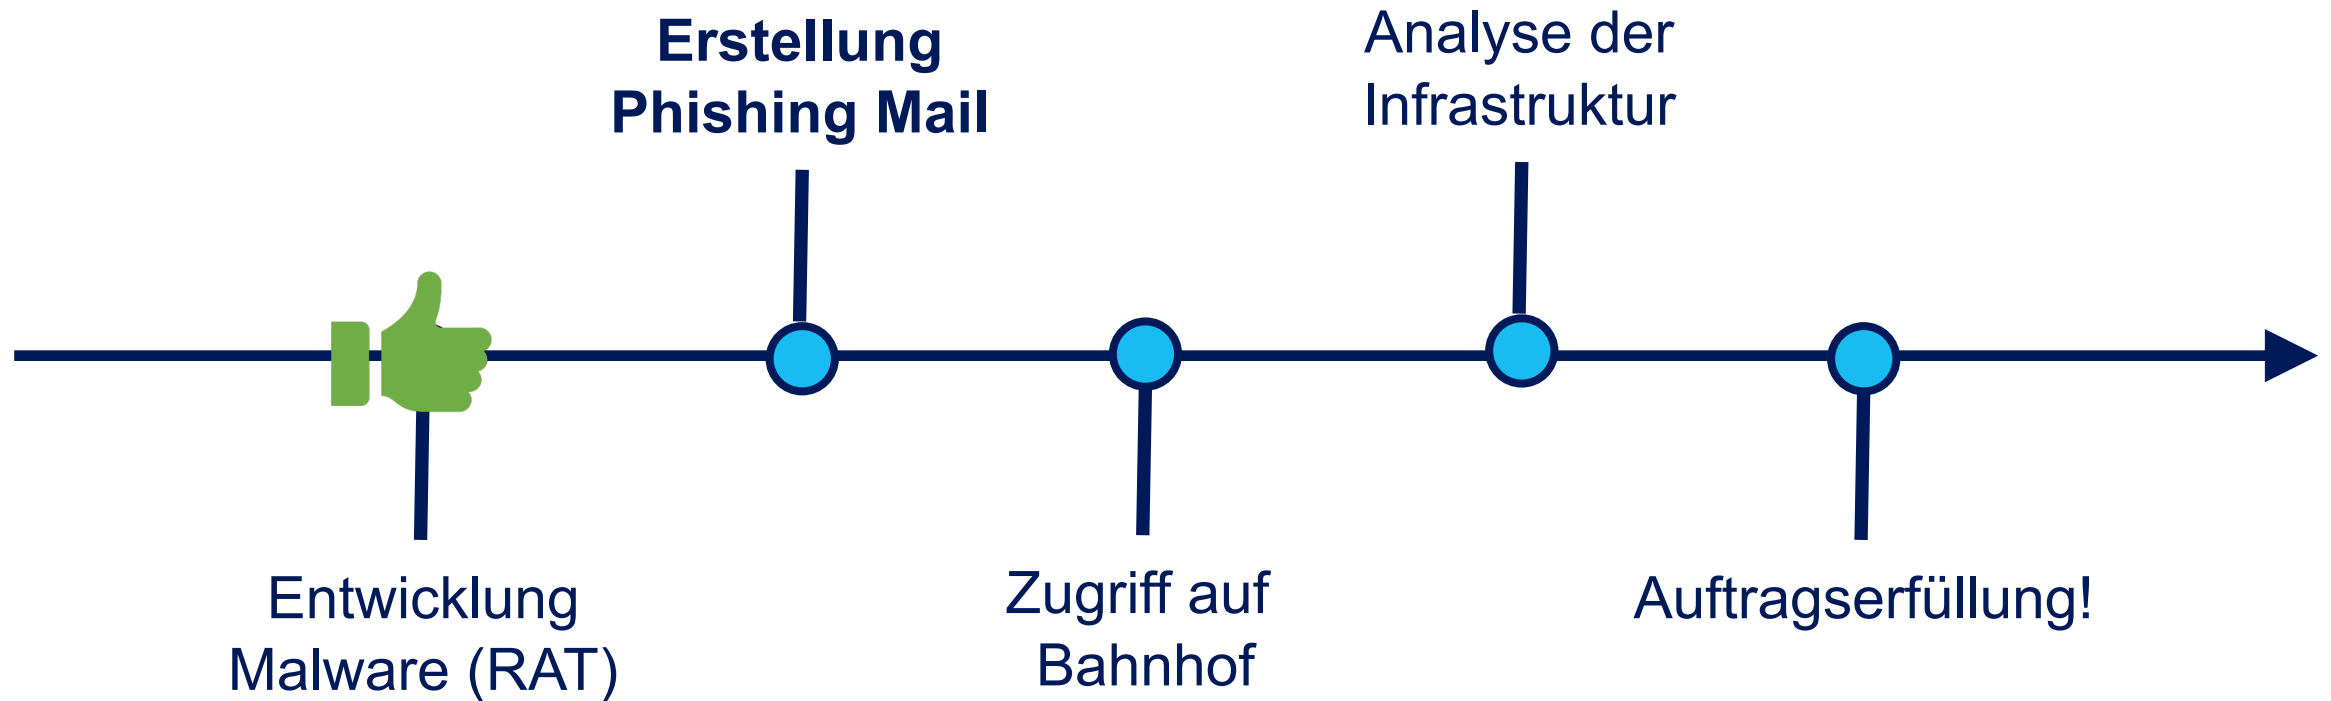 Erstellung
Phishing Mail
Analyse der
Infrastruktur
Entwicklung
Malware (RAT)
Zugriff auf
Bahnhof
Auftragserfüllung!